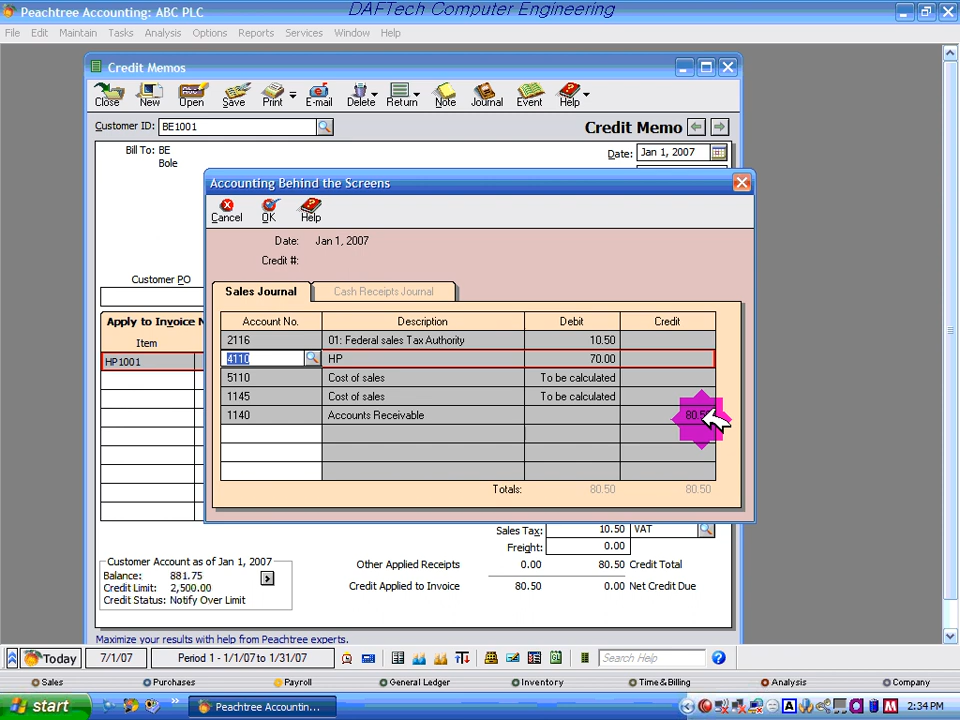 DAFTech Computer Engineering
Peachtree Accounting: ABC PLC
File Edit Maintain Tasks Analysis Options Reports Services Window Help
Credit Memos
Close New Open Save Print E-mail Delete Return Note Journal Event Help
Customer ID: BE1001
Credit Memo
Bill To: BE
Bole
Date: Jan 1, 2007
Accounting Behind the Screens
Cancel OK Help
Date: Jan 1, 2007
Credit #:
Customer PO
Sales Journal Cash Receipts Journal
Apply to Invoice N
Item
Account No. Description Debit Credit
2116 01: Federal sales Tax Authority 10.50
HP1001
4110 HP 70.00
5110 Cost of sales To be calculated
1145 Cost of sales To be calculated
1140 Accounts Receivable
Totals: 80.50 80.50
Sales Tax: 10.50 VAT
Freight: 0.00
Customer Account as of Jan 1, 2007
Balance: 881.75
Credit Limit: 2,500.00
Credit Status: Notify Over Limit
Other Applied Receipts 0.00 80.50 Credit Total
Credit Applied to Invoice 80.50 0.00 Net Credit Due
Maximize your results with help from Peachtree experts.
Today 7/1/07 Period 1 - 1/1/07 to 1/31/07 Search Help
Sales Purchases Payroll General Ledger Inventory Time & Billing Analysis Company
start Peachtree Accountin... 2:34 PM